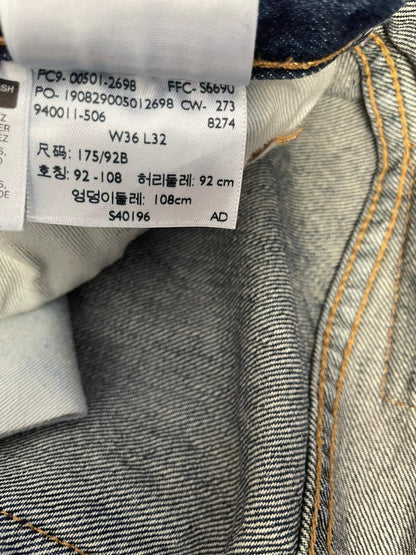 PC9- 00501-2698 FFC- S6690
PO- 190829005012698 CW- 273
940011-506 8274
W36 L32
尺码: 175/92B
호칭: 92 -108 허리둘레: 92 cm
엉덩이둘레: 108cm
S40196 AD